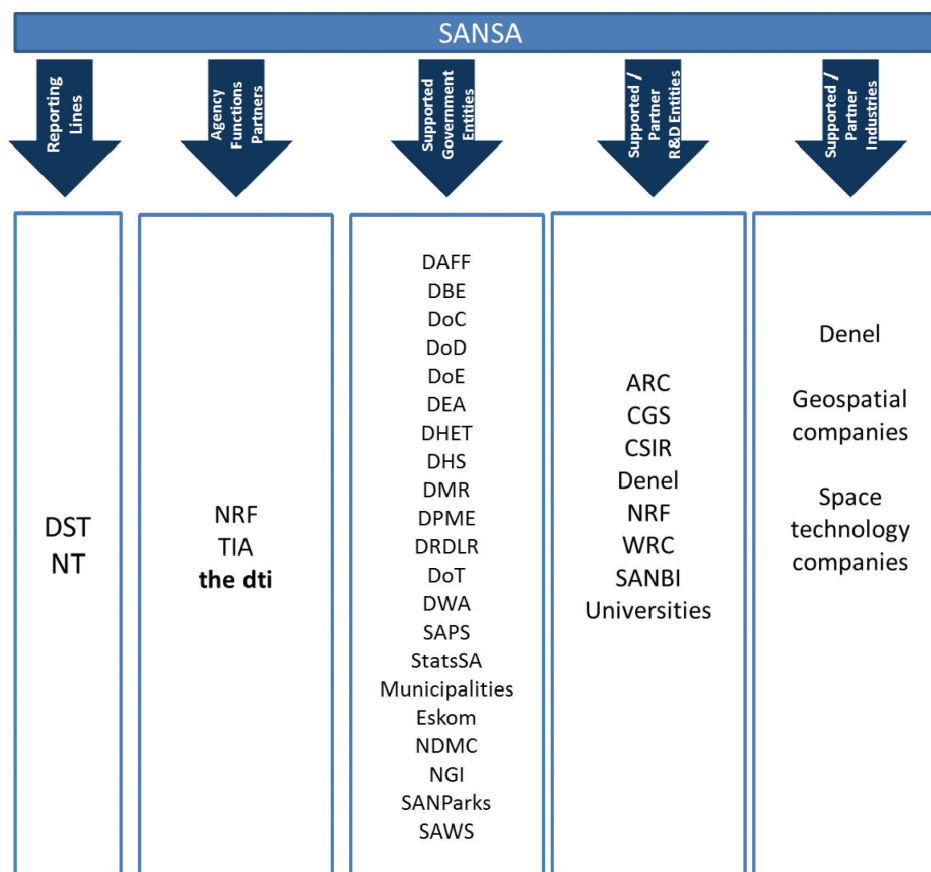 SANSA
Reporting
Lines
Agency
Functions
Partners
Supported
Government
Entities
Supported /
Partner
R&D Entities
Supported /
Partner
Industries
DST
NT
NRF
TIA
the dti
DAFF
DBE
DoC
DoD
DoE
DEA
DHET
DHS
DMR
DPME
DRDLR
DoT
DWA
SAPS
StatsSA
Municipalities
Eskom
NDMC
NGI
SANParks
SAWS
ARC
CGS
CSIR
Denel
NRF
WRC
SANBI
Universities
Denel
Geospatial
companies
Space
technology
companies